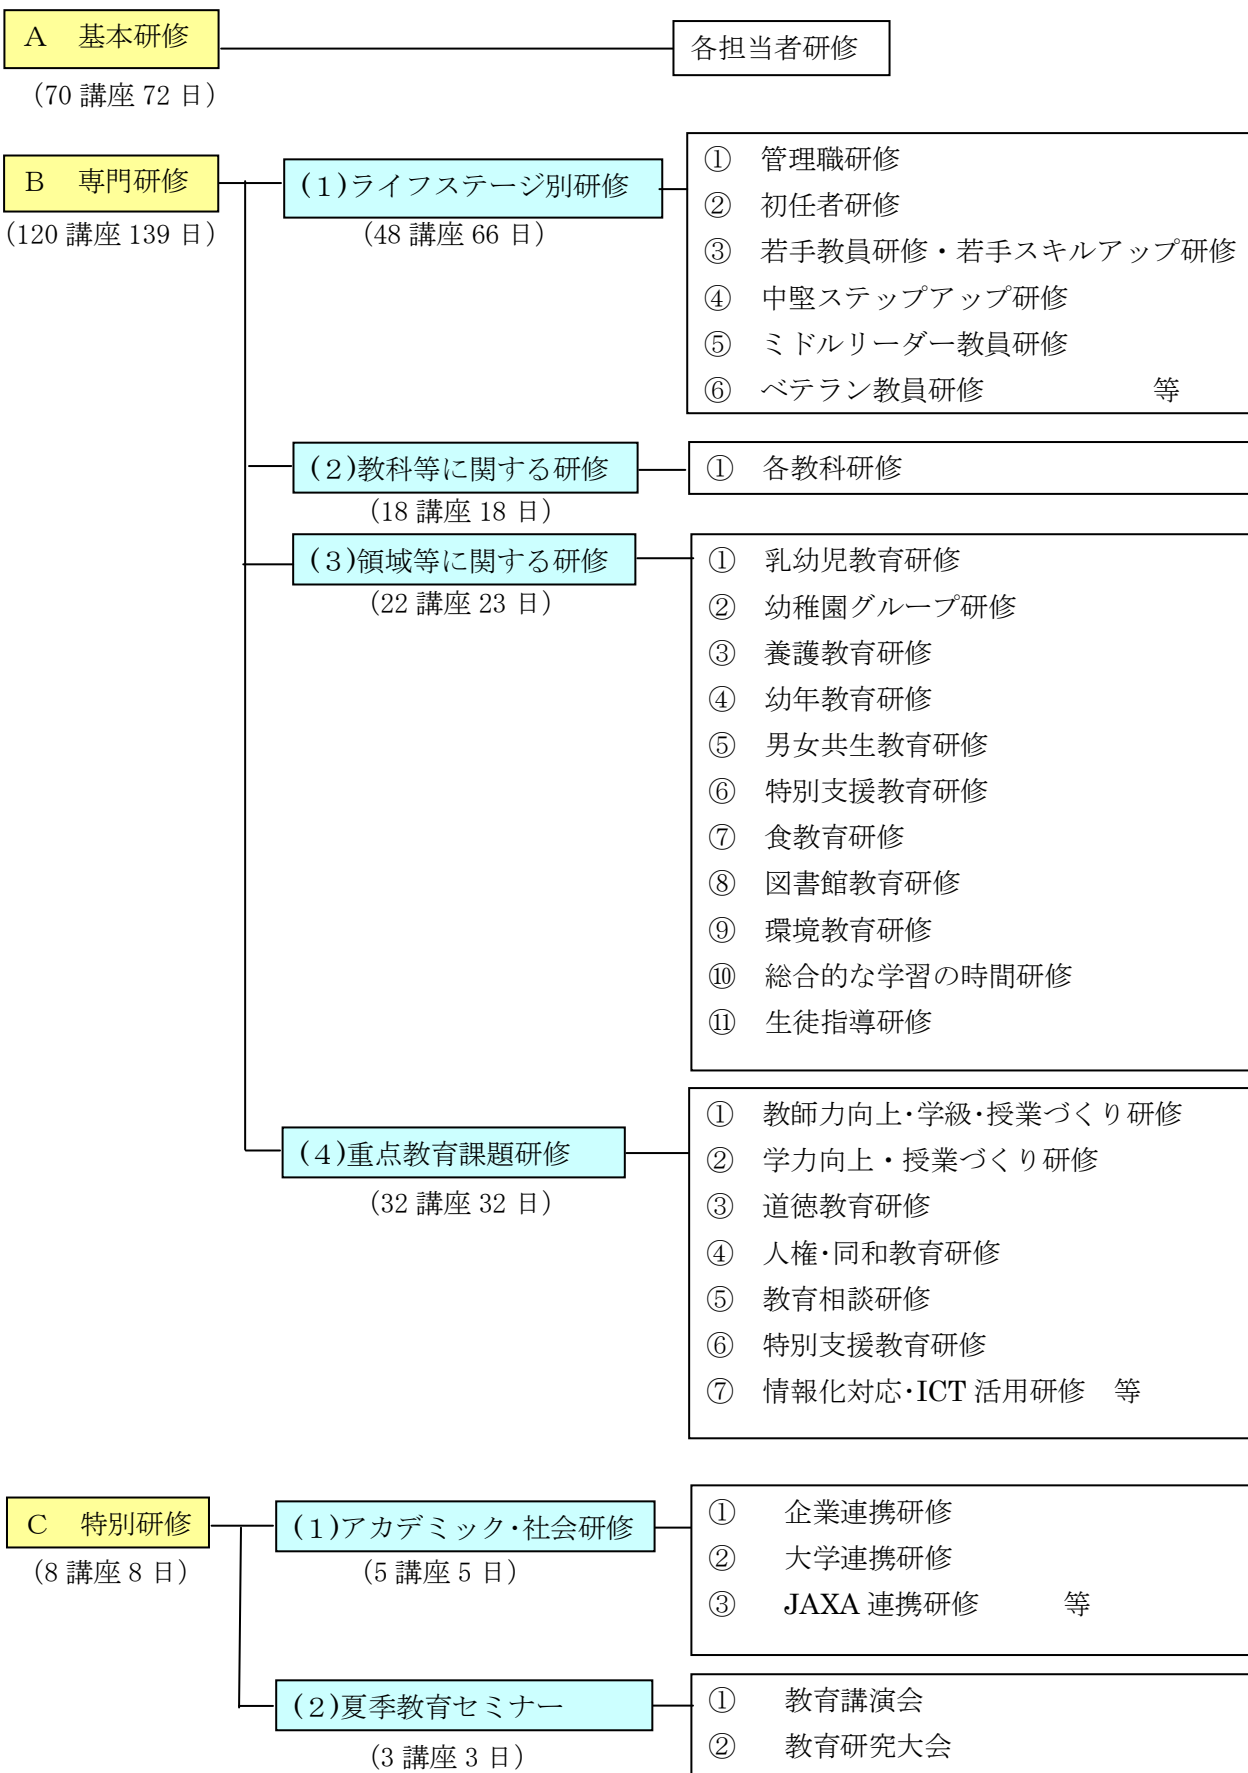 Ａ　基本研修
各担当者研修
（70 講座 72 日）
Ｂ　専門研修
（120 講座 139 日）
(１)ライフステージ別研修
（48 講座 66 日）
①　管理職研修
②　初任者研修
③　若手教員研修・若手スキルアップ研修
④　中堅ステップアップ研修
⑤　ミドルリーダー教員研修
⑥　ベテラン教員研修　　　　　　等
(２)教科等に関する研修
（18 講座 18 日）
①　各教科研修
(３)領域等に関する研修
（22 講座 23 日）
①　乳幼児教育研修
②　幼稚園グループ研修
③　養護教育研修
④　幼年教育研修
⑤　男女共生教育研修
⑥　特別支援教育研修
⑦　食教育研修
⑧　図書館教育研修
⑨　環境教育研修
⑩　総合的な学習の時間研修
⑪　生徒指導研修
(４)重点教育課題研修
（32 講座 32 日）
①　教師力向上･学級･授業づくり研修
②　学力向上・授業づくり研修
③　道徳教育研修
④　人権･同和教育研修
⑤　教育相談研修
⑥　特別支援教育研修
⑦　情報化対応･ICT 活用研修　等
Ｃ　特別研修
（8 講座 8 日）
(１)アカデミック･社会研修
（5 講座 5 日）
①　企業連携研修
②　大学連携研修
③　JAXA 連携研修　　　等
(２)夏季教育セミナー
（3 講座 3 日）
①　教育講演会
②　教育研究大会